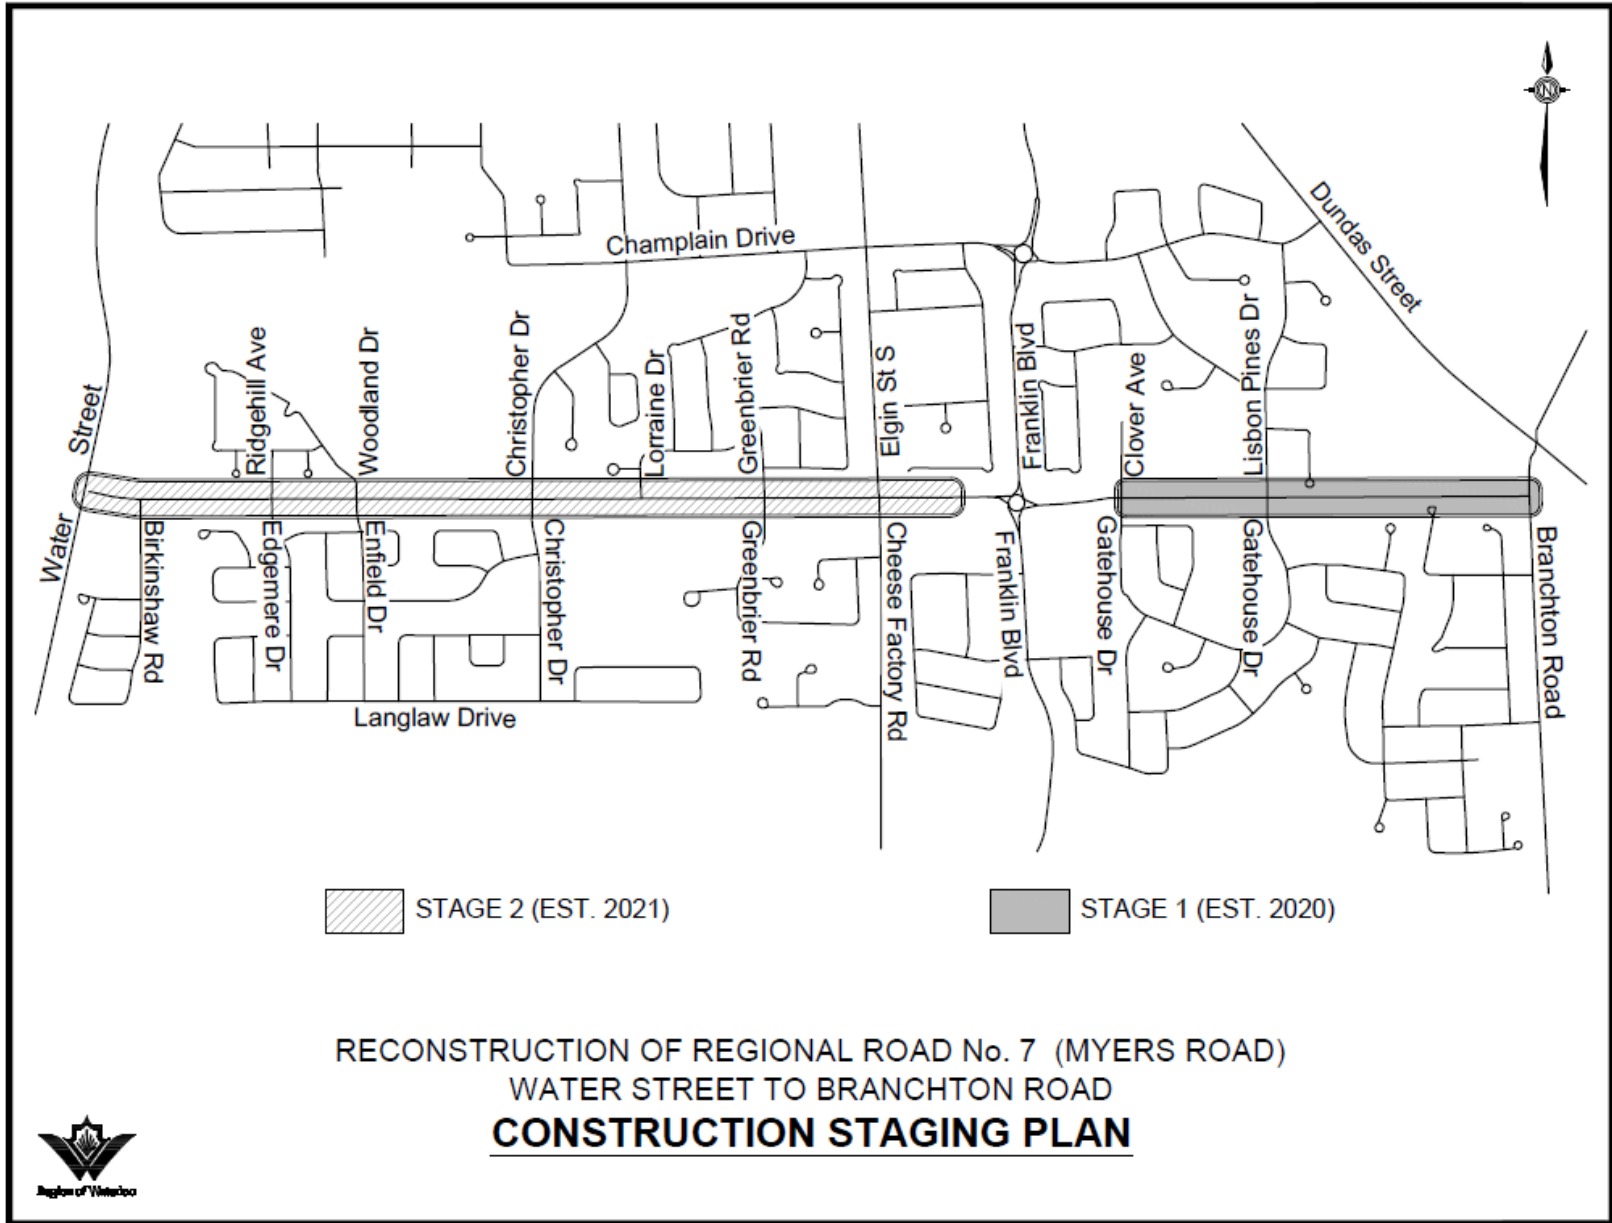 N
Dundas Street
Champlain Drive
Ridgehill Ave
Woodland Dr
Christopher Dr
Lorraine Dr
Greenbrier Rd
Elgin St S
Franklin Blvd
Clover Ave
Lisbon Pines Dr
Water Street
Birkinshaw Rd
Edgemere Dr
Enfield Dr
Christopher Dr
Greenbrier Rd
Cheese Factory Rd
Franklin Blvd
Gatehouse Dr
Gatehouse Dr
Branchton Road
Langlaw Drive
STAGE 2 (EST. 2021)
STAGE 1 (EST. 2020)
RECONSTRUCTION OF REGIONAL ROAD No. 7 (MYERS ROAD)
WATER STREET TO BRANCHTON ROAD
CONSTRUCTION STAGING PLAN
Region of Waterloo